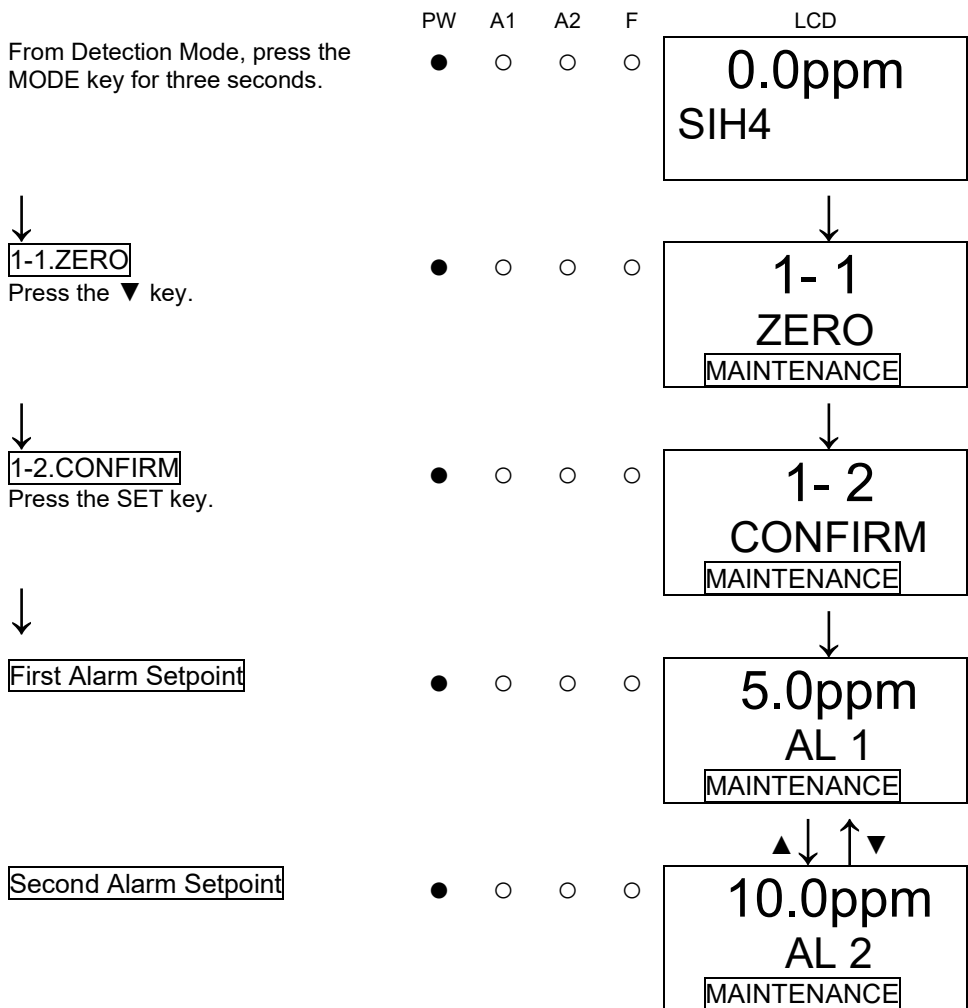 PW A1 A2 F LCD
From Detection Mode, press the
MODE key for three seconds.
● ○ ○ ○
0.0ppm
SIH4
↓ ↓
1-1.ZERO
Press the ▼ key.
● ○ ○ ○
1- 1
ZERO
MAINTENANCE
↓ ↓
1-2.CONFIRM
Press the SET key.
● ○ ○ ○
1- 2
CONFIRM
MAINTENANCE
↓ ↓
First Alarm Setpoint
● ○ ○ ○
5.0ppm
AL 1
MAINTENANCE
▲↓ ↑▼
Second Alarm Setpoint
● ○ ○ ○
10.0ppm
AL 2
MAINTENANCE